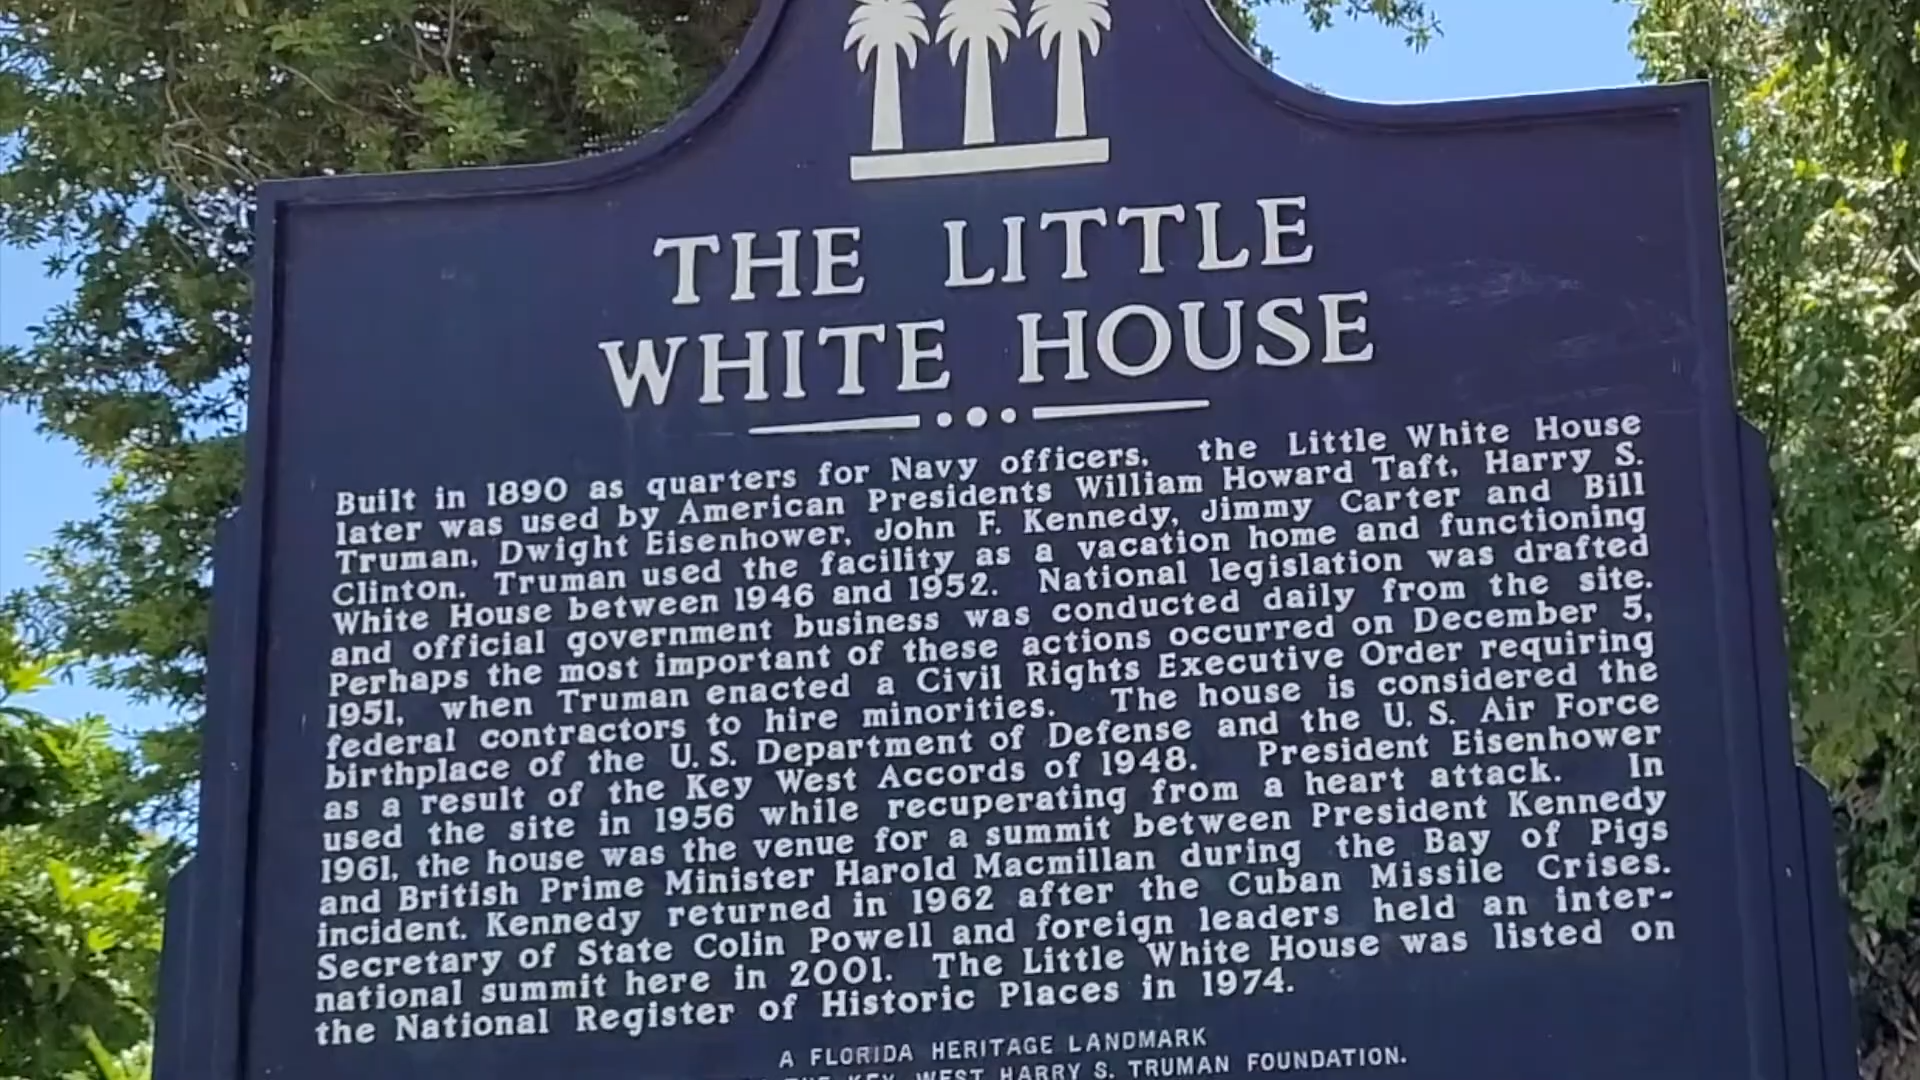 THE LITTLE
WHITE HOUSE
Built in 1890 as quarters for Navy officers, the Little White House
later was used by American Presidents William Howard Taft, Harry S.
Truman, Dwight Eisenhower, John F. Kennedy, Jimmy Carter and Bill
Clinton. Truman used the facility as a vacation home and functioning
White House between 1946 and 1952. National legislation was drafted
and official government business was conducted daily from the site.
Perhaps the most important of these actions occurred on December 5,
1951, when Truman enacted a Civil Rights Executive Order requiring
federal contractors to hire minorities. The house is considered the
birthplace of the U. S. Department of Defense and the U. S. Air Force
as a result of the Key West Accords of 1948. President Eisenhower
used the site in 1956 while recuperating from a heart attack. In
1961, the house was the venue for a summit between President Kennedy
and British Prime Minister Harold Macmillan during the Bay of Pigs
incident. Kennedy returned in 1962 after the Cuban Missile Crises.
Secretary of State Colin Powell and foreign leaders held an inter-
national summit here in 2001. The Little White House was listed on
the National Register of Historic Places in 1974.
A FLORIDA HERITAGE LANDMARK
THE KEY WEST HARRY S. TRUMAN FOUNDATION.